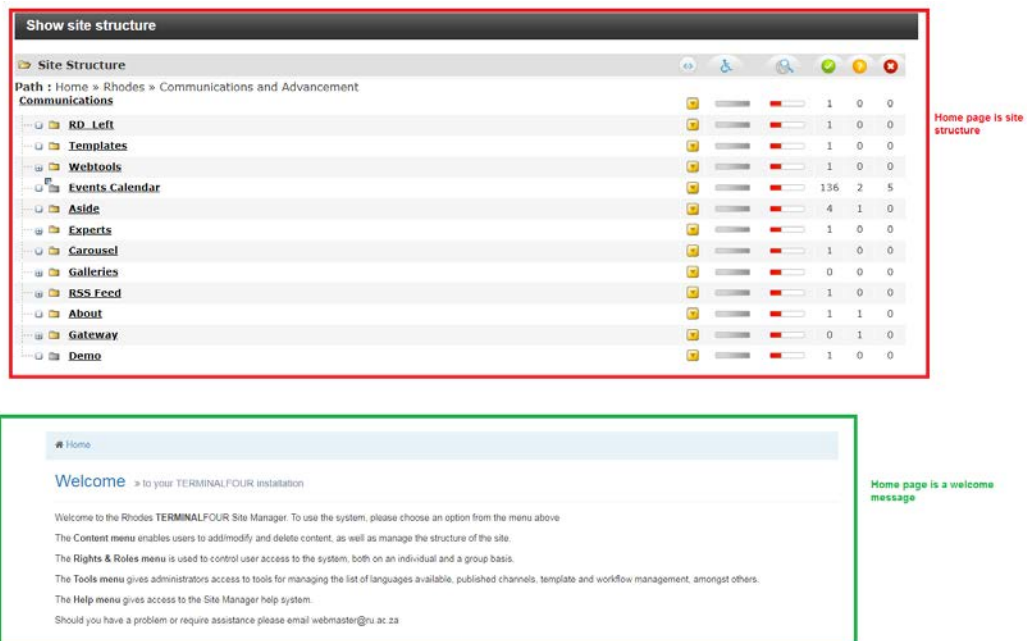 Show site structure
Site Structure
Path : Home » Rhodes » Communications and Advancement
Communications 1 0 0
RD_Left 1 0 0
Templates 1 0 0
Webtools 1 0 0
Events Calendar 136 2 5
Aside 4 1 0
Experts 1 0 0
Carousel 1 0 0
Galleries 0 0 0
RSS Feed 1 0 0
About 1 1 0
Gateway 0 1 0
Demo 1 0 0
Home page is site
structure
Home
Welcome » to your TERMINALFOUR installation
Welcome to the Rhodes TERMINALFOUR Site Manager. To use the system, please choose an option from the menu above
The Content menu enables users to add/modify and delete content, as well as manage the structure of the site.
The Rights & Roles menu is used to control user access to the system, both on an individual and a group basis.
The Tools menu gives administrators access to tools for managing the list of languages available, published channels, template and workflow management, amongst others.
The Help menu gives access to the Site Manager help system.
Should you have a problem or require assistance please email webmaster@ru.ac.za
Home page is a welcome
message